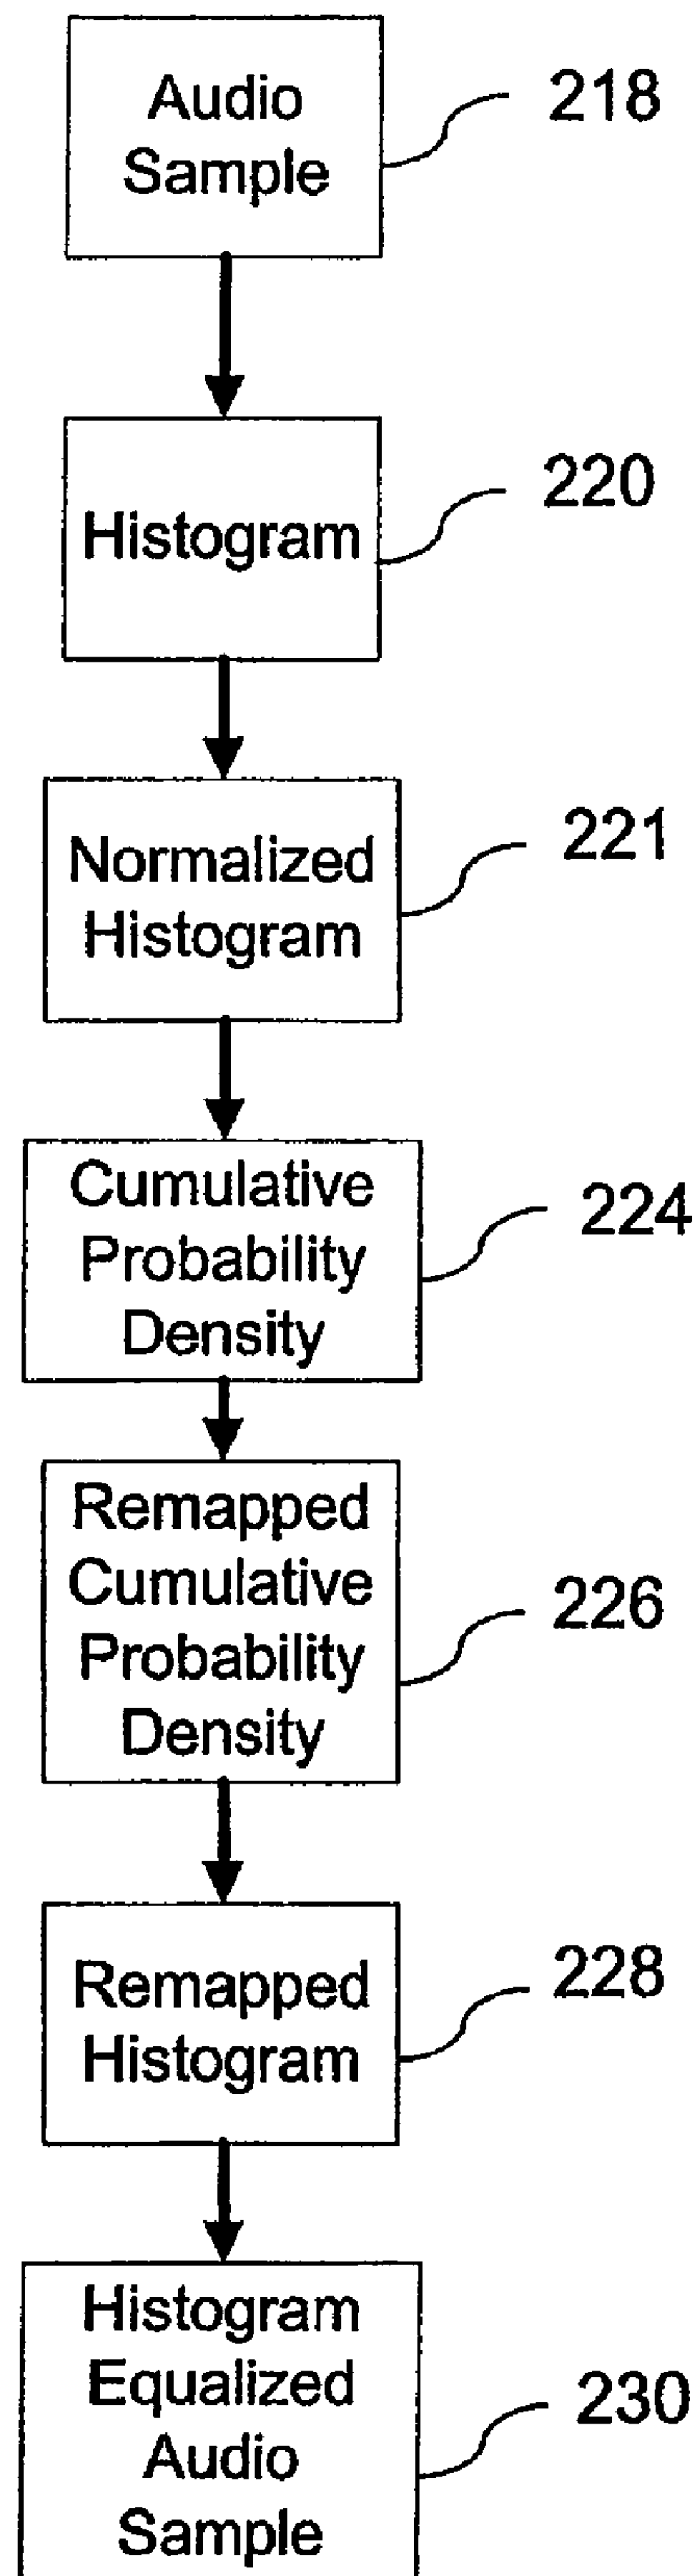 Audio
Sample
218
Histogram
220
Normalized
Histogram
221
Cumulative
Probability
Density
224
Remapped
Cumulative
Probability
Density
226
Remapped
Histogram
228
Histogram
Equalized
Audio
Sample
230